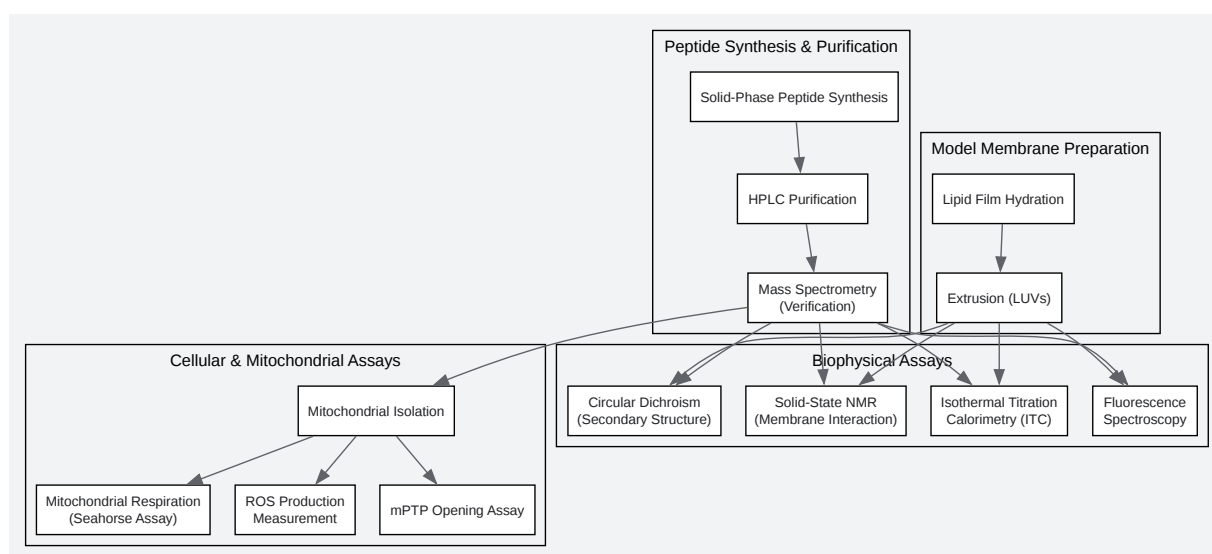 Peptide Synthesis & Purification
Solid-Phase Peptide Synthesis
HPLC Purification
Mass Spectrometry
(Verification)
Model Membrane Preparation
Lipid Film Hydration
Extrusion (LUVs)
Cellular & Mitochondrial Assays
Mitochondrial Isolation
Mitochondrial Respiration
(Seahorse Assay)
ROS Production
Measurement
mPTP Opening Assay
Biophysical Assays
Circular Dichroism
(Secondary Structure)
Solid-State NMR
(Membrane Interaction)
Isothermal Titration
Calorimetry (ITC)
Fluorescence
Spectroscopy